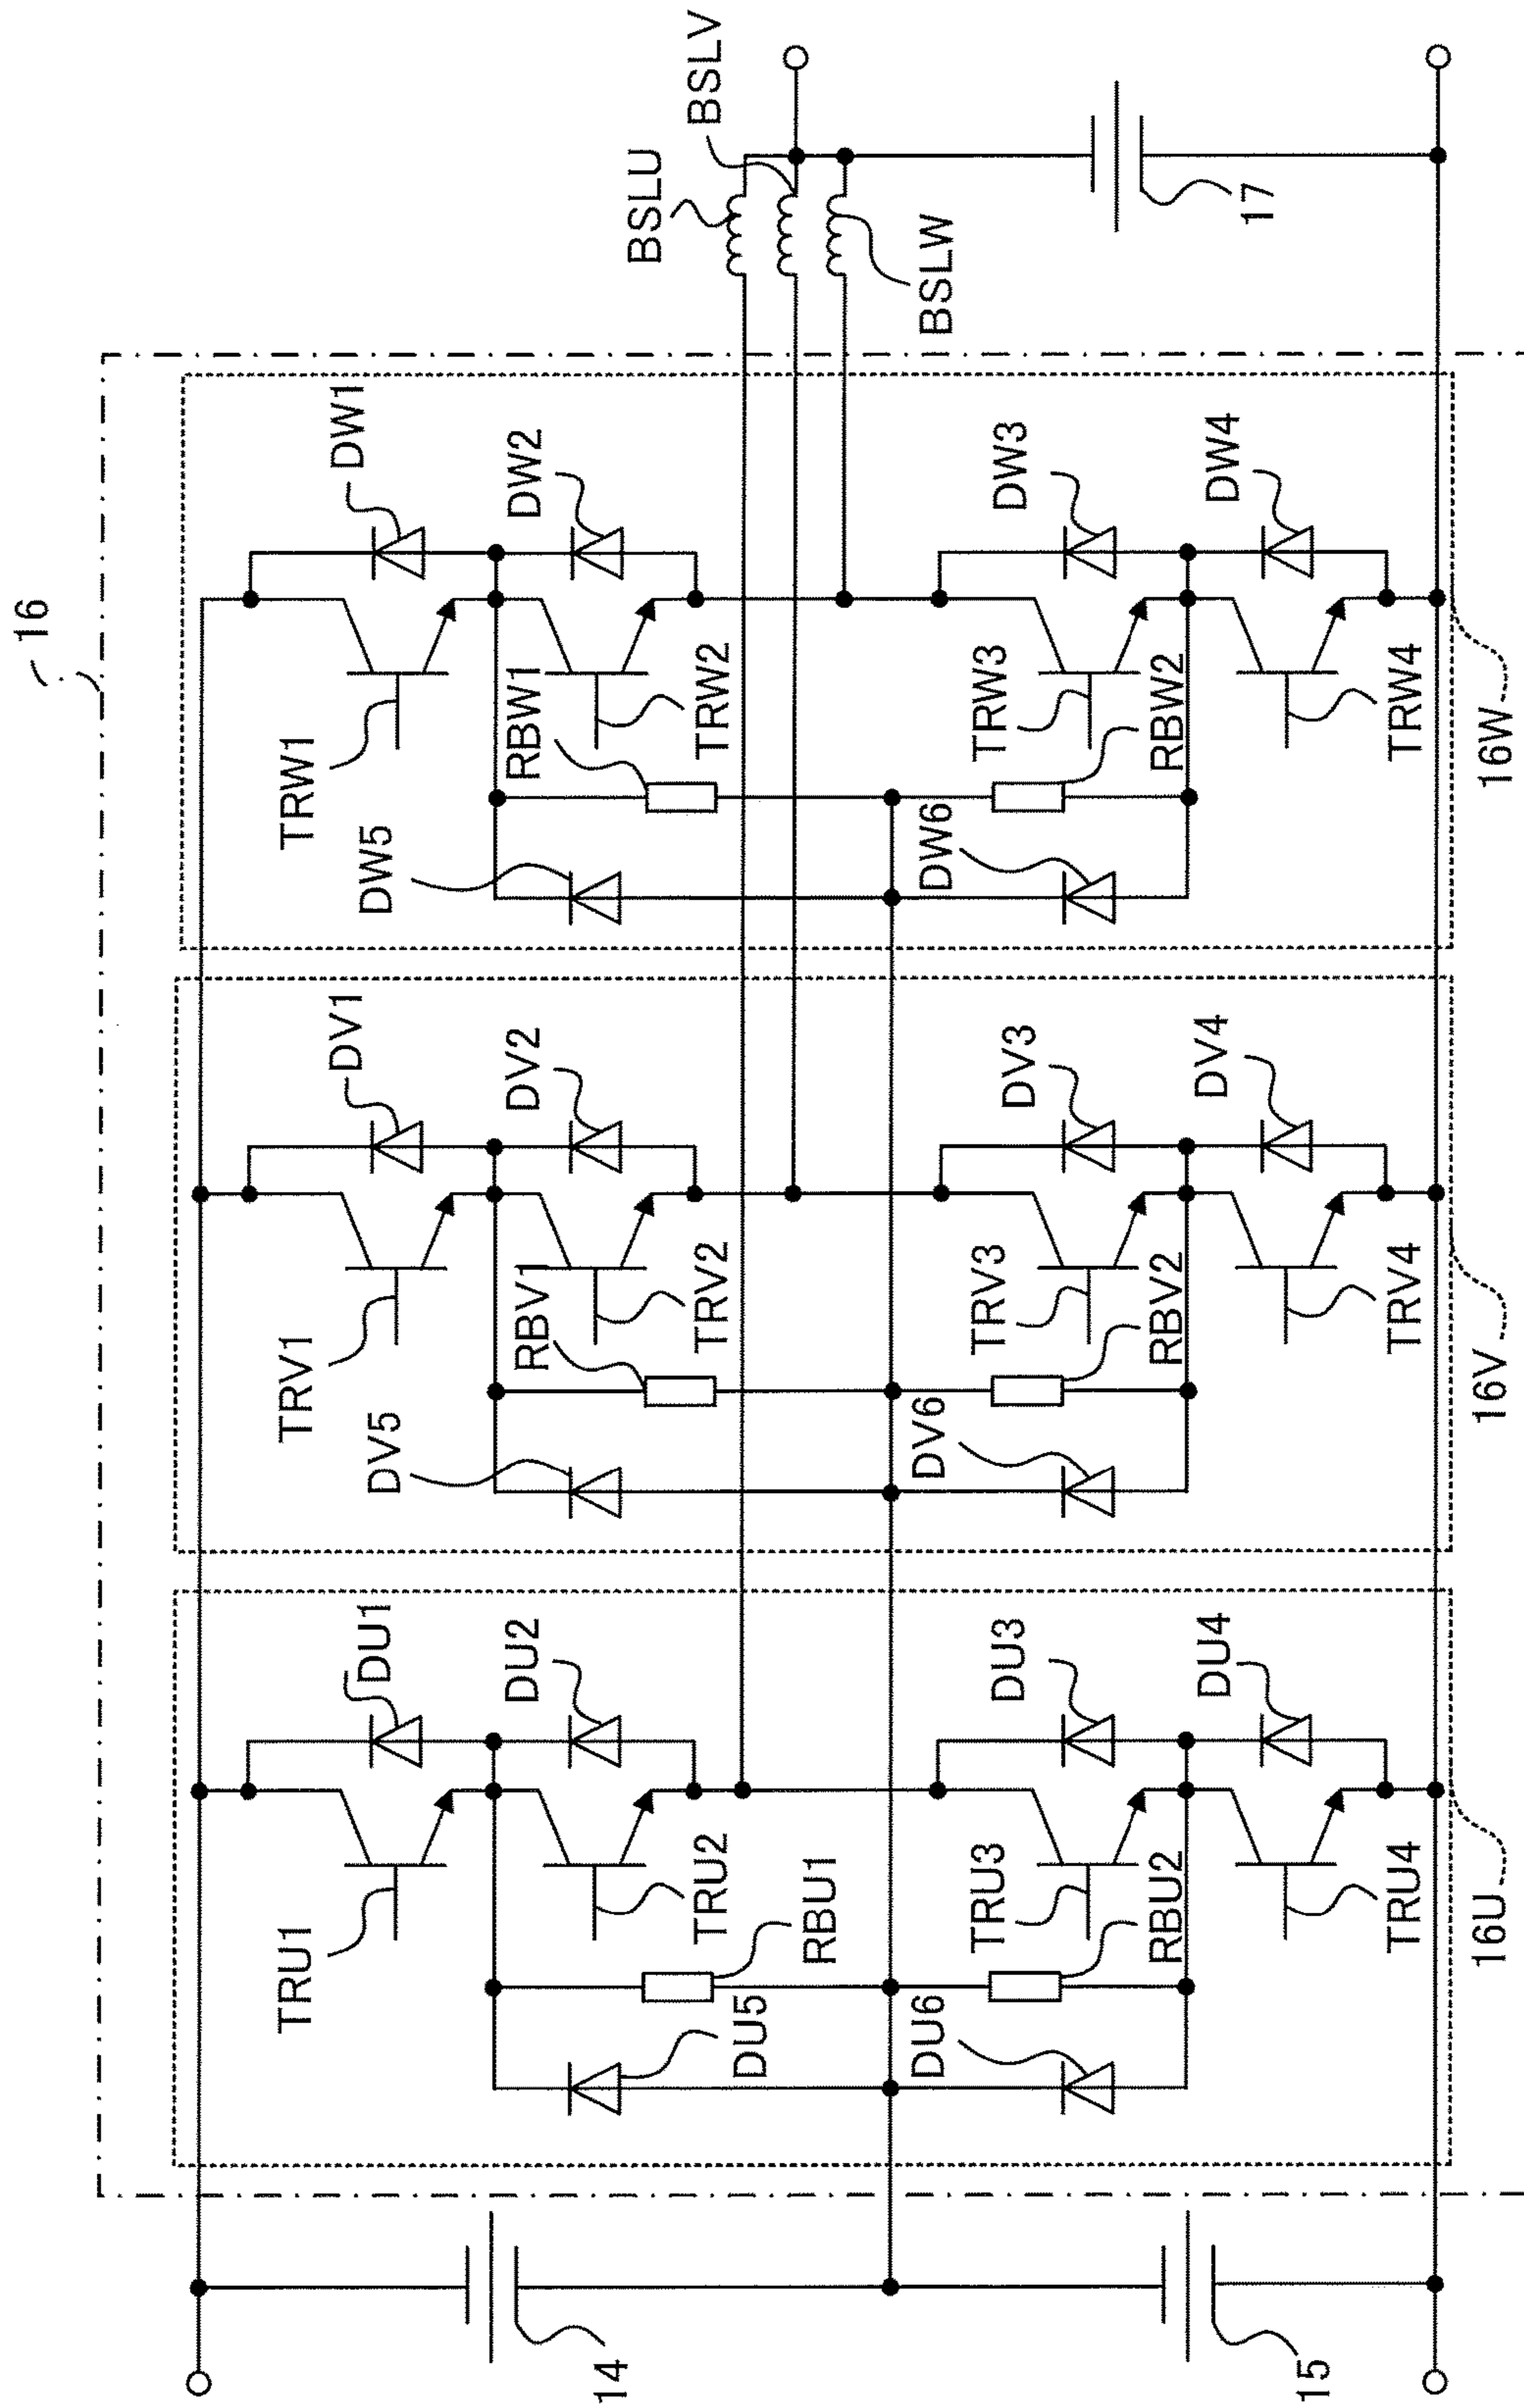 16
BSLU
BSLV
BSLW
17
DW1
DW2
DW3
DW4
TRW1
RBW1
TRW2
TRW3
RBW2
TRW4
DW5
DW6
16W
DV1
DV2
DV3
DV4
TRV1
RBV1
TRV2
TRV3
RBV2
TRV4
DV5
DV6
16V
DU1
DU2
DU3
DU4
TRU1
TRU2
RBU1
TRU3
RBU2
TRU4
DU5
DU6
16U
14
15